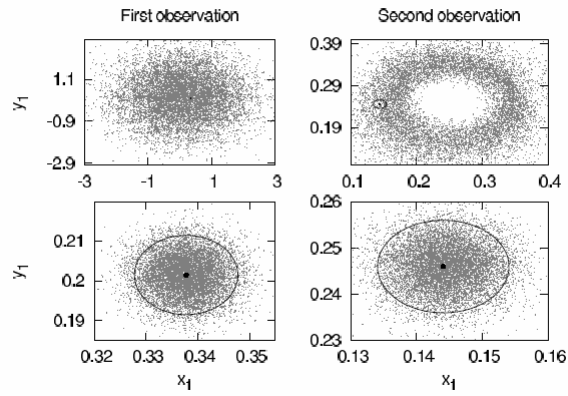 First observation Second observation
y1
1.1
-0.9
-2.9
-3 -1 1 3
0.39
0.29
0.19
0.1 0.2 0.3 0.4
y1
0.21
0.2
0.19
0.32 0.33 0.34 0.35
x1
0.26
0.25
0.24
0.23
0.13 0.14 0.15 0.16
x1